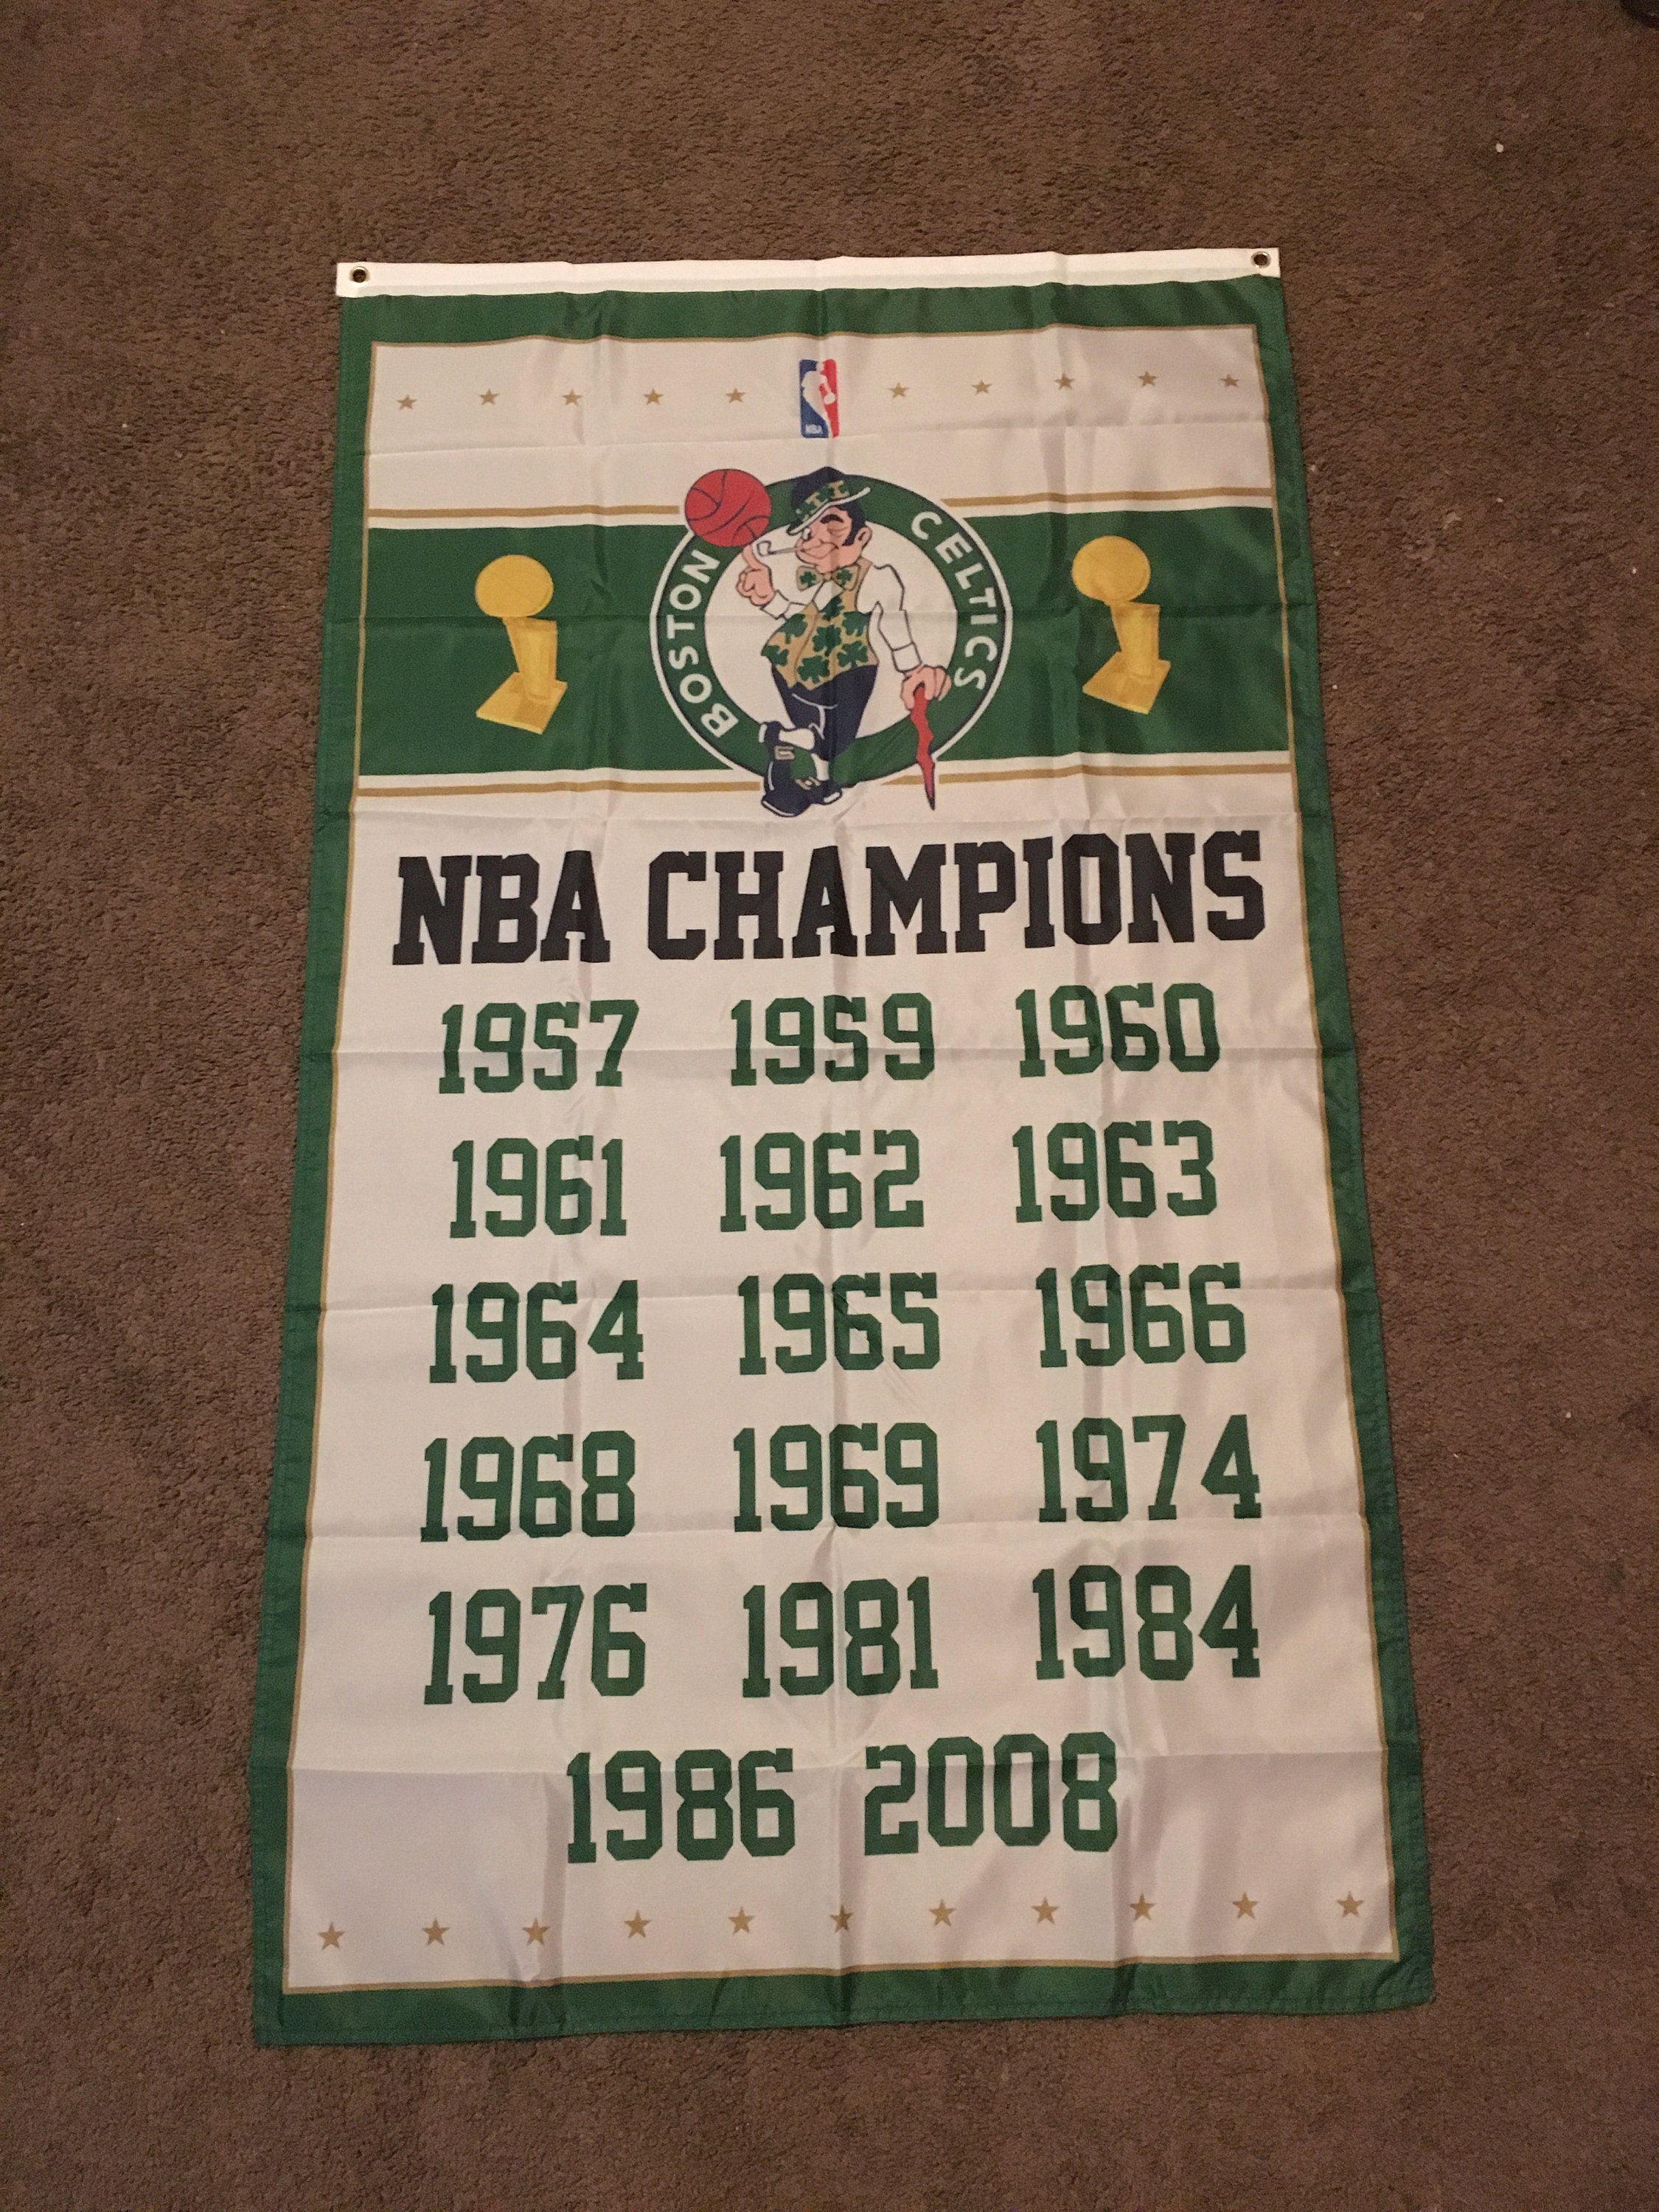 NBA
BOSTON CELTICS
NBA CHAMPIONS
1957 1959 1960
1961 1962 1963
1964 1965 1966
1968 1969 1974
1976 1981 1984
1986 2008